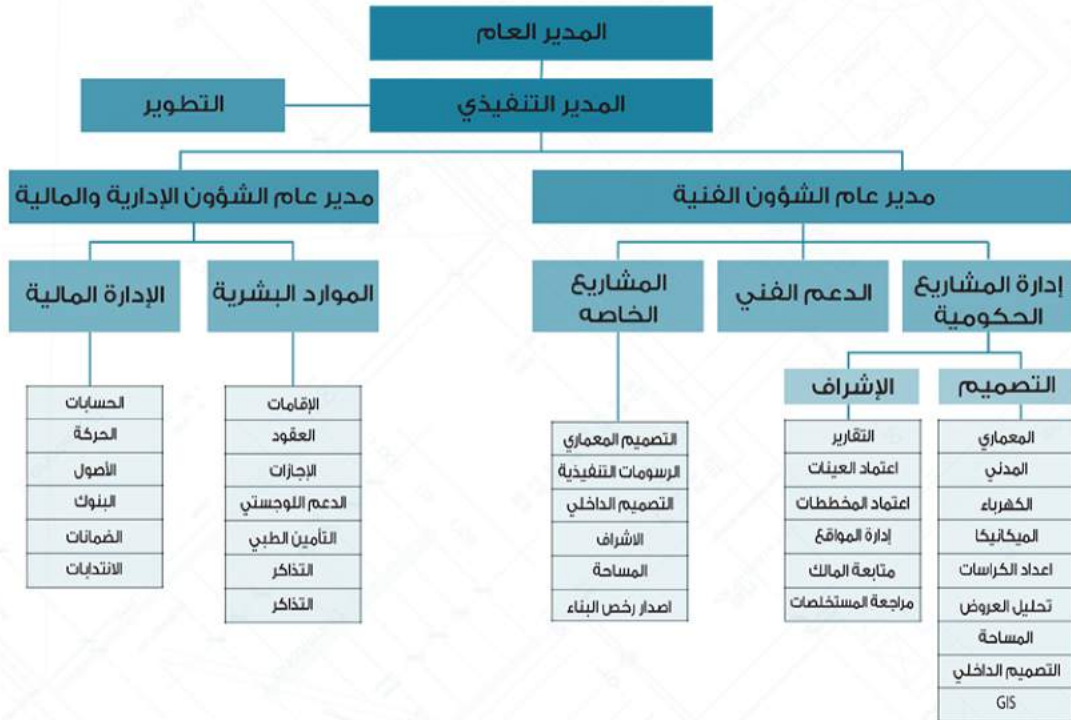 المدير العام
المدير التنفيذي
التطوير
مدير عام الشؤون الفنية
مدير عام الشؤون الإدارية والمالية
إدارة المشاريع
الحكومية
الدعم الفني
المشاريع
الخاصه
الموارد البشرية
الإدارة المالية
التصميم
المعماري
المدني
الكهرباء
الميكانيكا
اعداد الكراسات
تحليل العروض
المساحة
التصميم الداخلي
GIS
الإشراف
التقارير
اعتماد العينات
اعتماد المخططات
إدارة المواقع
متابعة المالك
مراجعة المستخلصات
التصميم المعماري
الرسومات التنفيذية
التصميم الداخلي
الاشراف
المساحة
اصدار رخص البناء
الإقامات
العقود
الإجازات
الدعم اللوجستي
التأمين الطبي
التذاكر
التذاكر
الحسابات
الحركة
الأصول
البنوك
الضمانات
الانتدابات